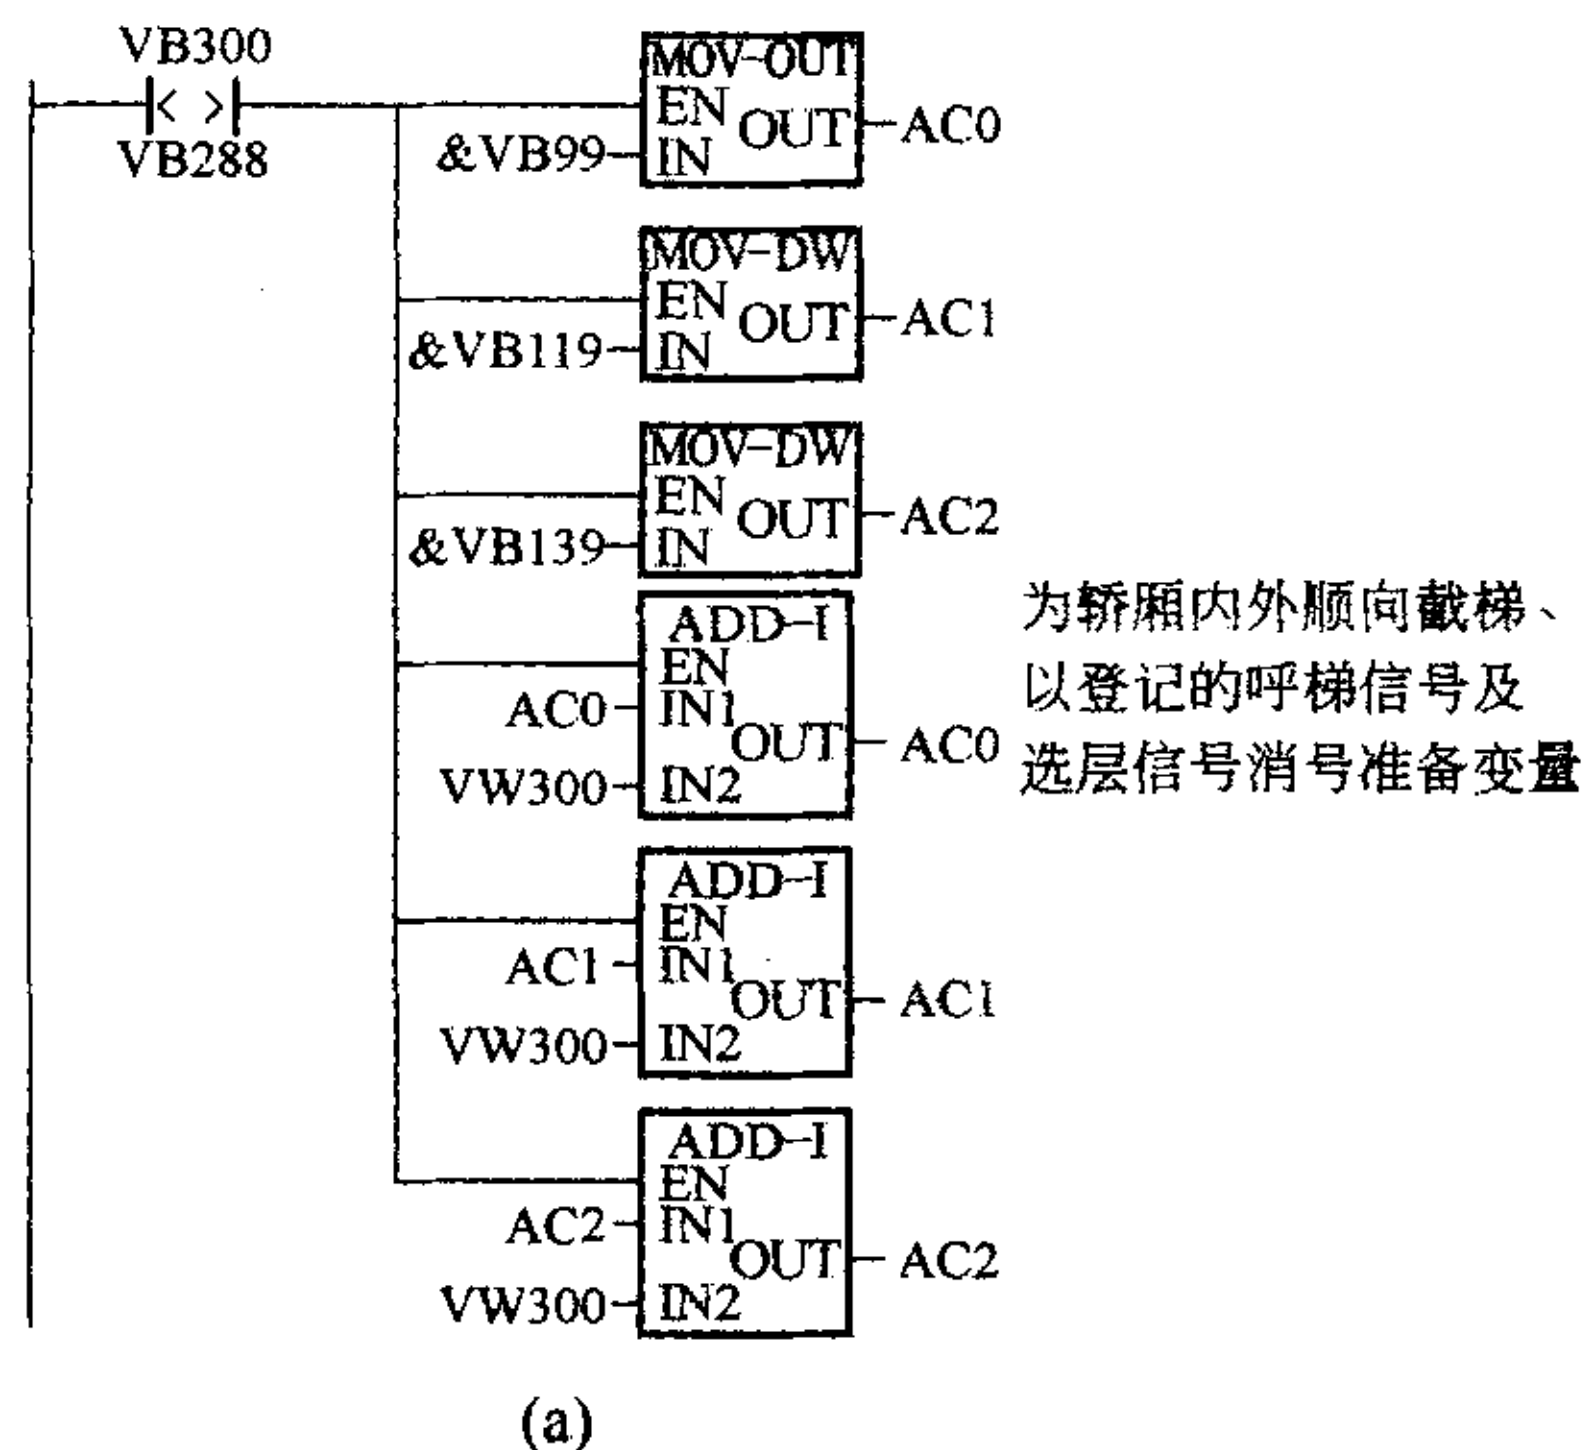 VB300
< >
VB288
MOV-OUT
EN
&VB99
IN
OUT
AC0
MOV-DW
EN
&VB119
IN
OUT
AC1
MOV-DW
EN
&VB139
IN
OUT
AC2
ADD-I
EN
AC0
IN1
OUT
AC0
VW300
IN2
为轿厢内外顺向截梯、
以登记的呼梯信号及
选层信号消号准备变量
ADD-I
EN
AC1
IN1
OUT
AC1
VW300
IN2
ADD-I
EN
AC2
IN1
OUT
AC2
VW300
IN2
(a)